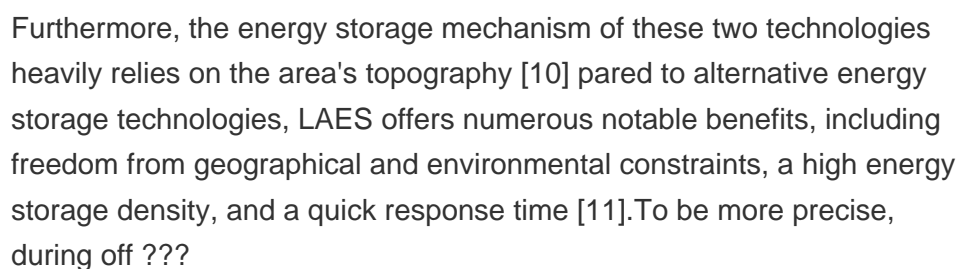 Furthermore, the energy storage mechanism of these two technologies
heavily relies on the area's topography [10] pared to alternative energy
storage technologies, LAES offers numerous notable benefits, including
freedom from geographical and environmental constraints, a high energy
storage density, and a quick response time [11].To be more precise,
during off ???